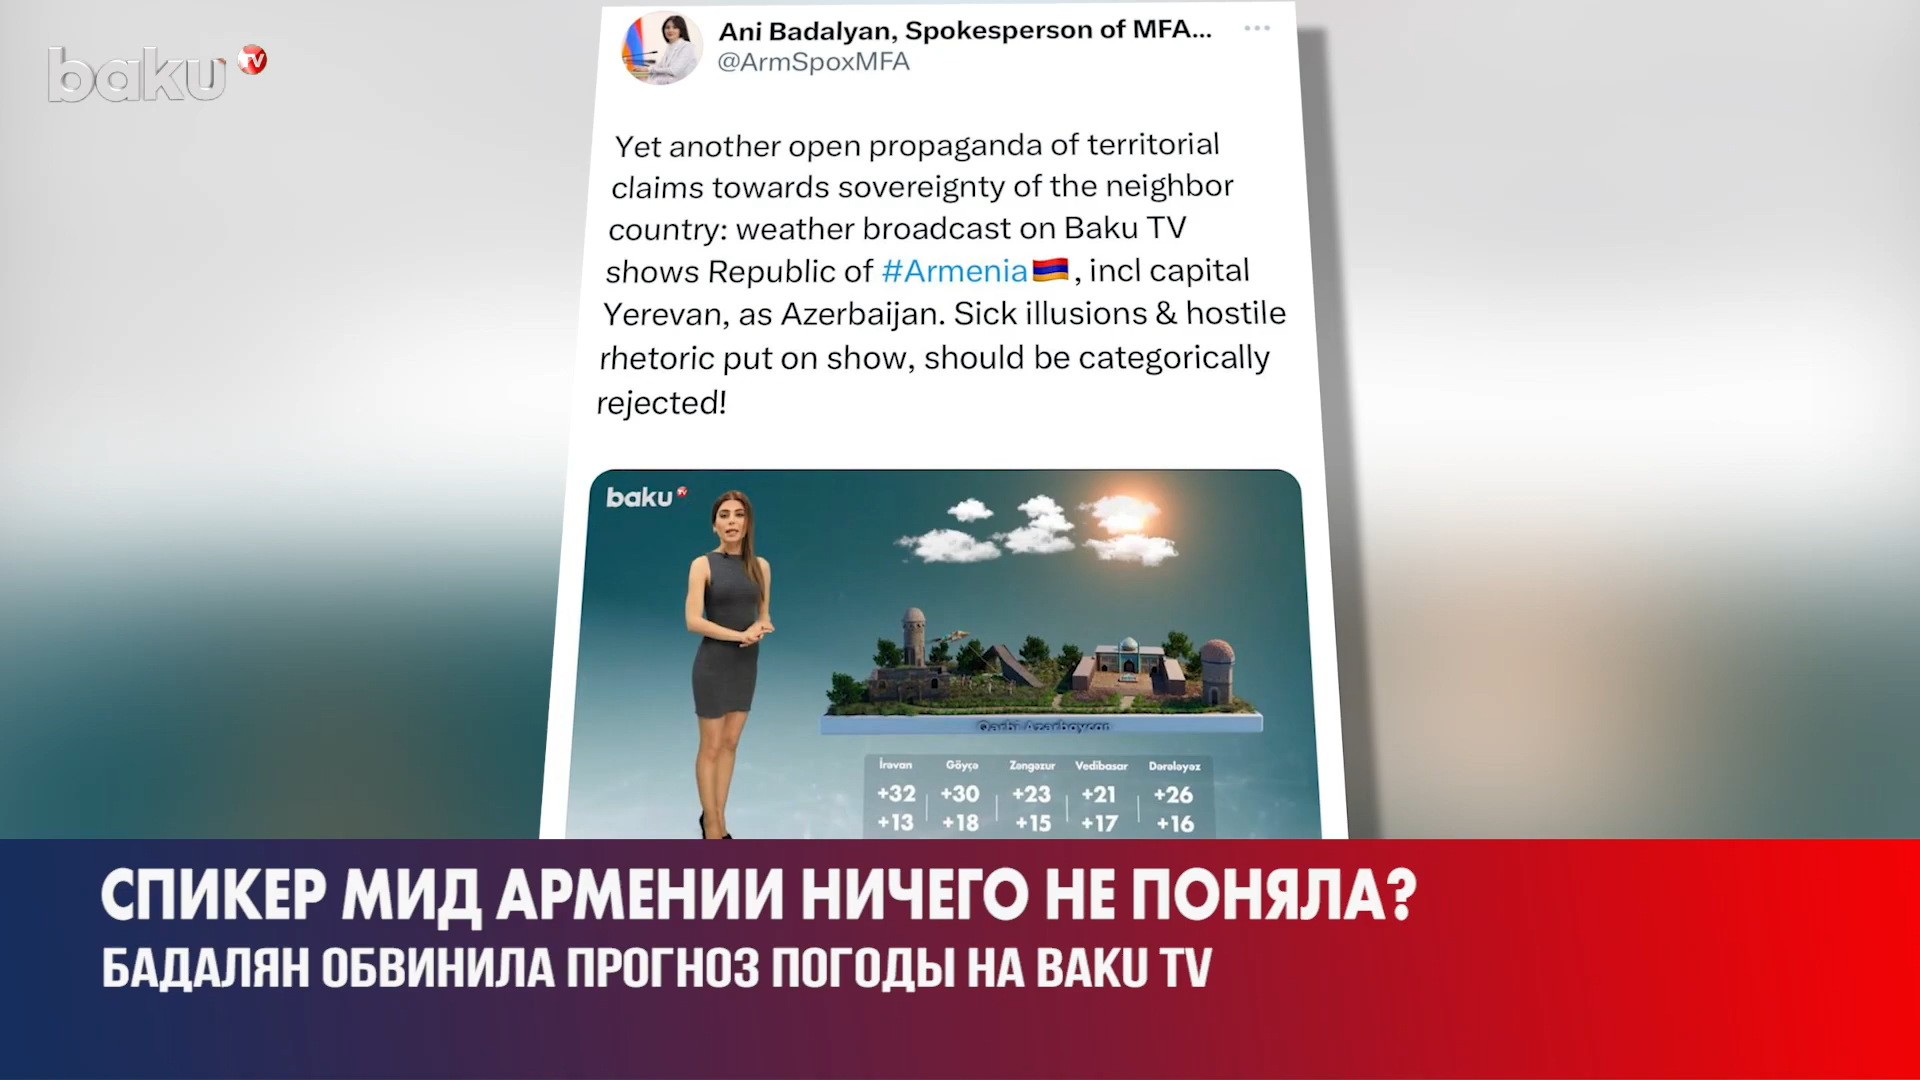 baku TV
Ani Badalyan, Spokesperson of MFA...
@ArmSpoxMFA
Yet another open propaganda of territorial
claims towards sovereignty of the neighbor
country: weather broadcast on Baku TV
shows Republic of #Armenia🇦🇲, incl capital
Yerevan, as Azerbaijan. Sick illusions & hostile
rhetoric put on show, should be categorically
rejected!
baku TV
Qərbi Azərbaycan
İrəvan Göyçə Zəngəzur Vedibasar Dərələyəz
+32 +30 +23 +21 +26
+13 +18 +15 +17 +16
СПИКЕР МИД АРМЕНИИ НИЧЕГО НЕ ПОНЯЛА?
БАДАЛЯН ОБВИНИЛА ПРОГНОЗ ПОГОДЫ НА BAKU TV